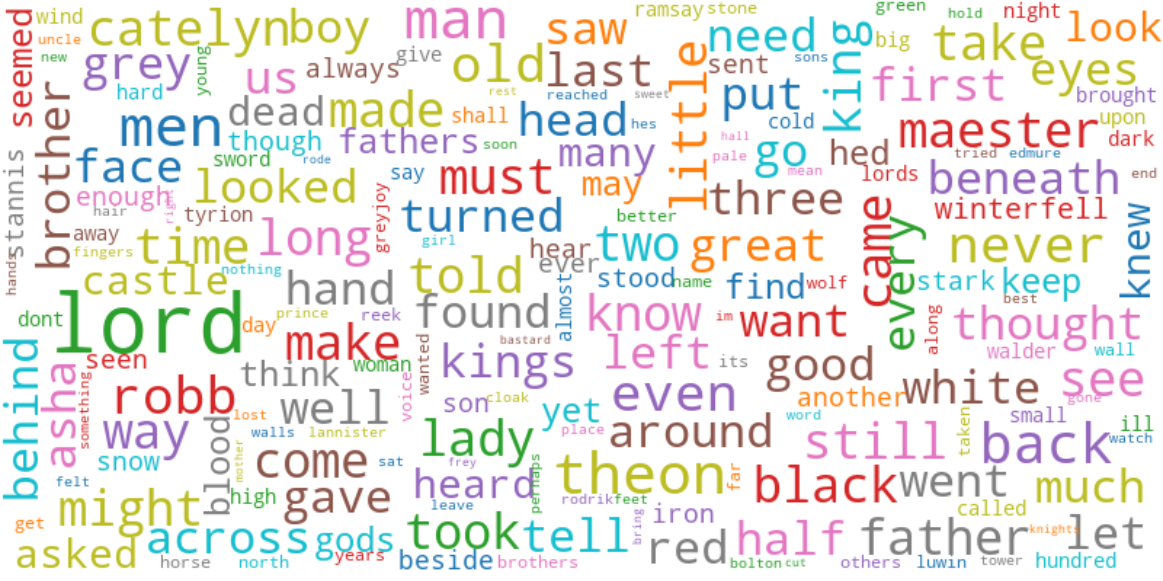 seemed
wind
uncle
new
catelyn
boy
man
saw
ramsay
stone
need
king
green
hold
night
look
big
take
eyes
grey
young
us
always
give
old
last
sent
sons
first
brought
hard
dead
made
rest
reached
sweet
put
upon
brother
men
though
shall
head
hes
cold
maester
dark
face
sword
rode
fathers
soon
many
little
hall
pale
mean
go
hed
tried
edmure
end
stannis
enough
right
looked
say
must
may
three
lords
beneath
hair
tyrion
greyjoy
turned
better
winterfell
knew
hands
away
fingers
time
long
girl
hear
ever
two
great
came
every
never
castle
nothing
hand
told
almost
stood
name
find
wolf
stark
keep
best
dont
lord
day
prince
reek
found
know
im
want
along
thought
behind
seen
make
woman
wanted
bastard
kings
left
its
good
walder
wall
asha
something
robb
think
voice
son
cloak
even
another
white
see
gone
way
blood
lost
well
yet
word
small
ill
watch
snow
walls
lannister
lady
place
around
still
taken
back
felt
mother
come
sat
frey
heard
perhaps
theon
far
black
went
much
might
high
gave
leave
rodrik
feet
iron
called
get
across
gods
took
tell
bring
half
father
knights
let
asked
horse
north
years
beside
brothers
red
bolton
cut
others
luwin
tower
hundred